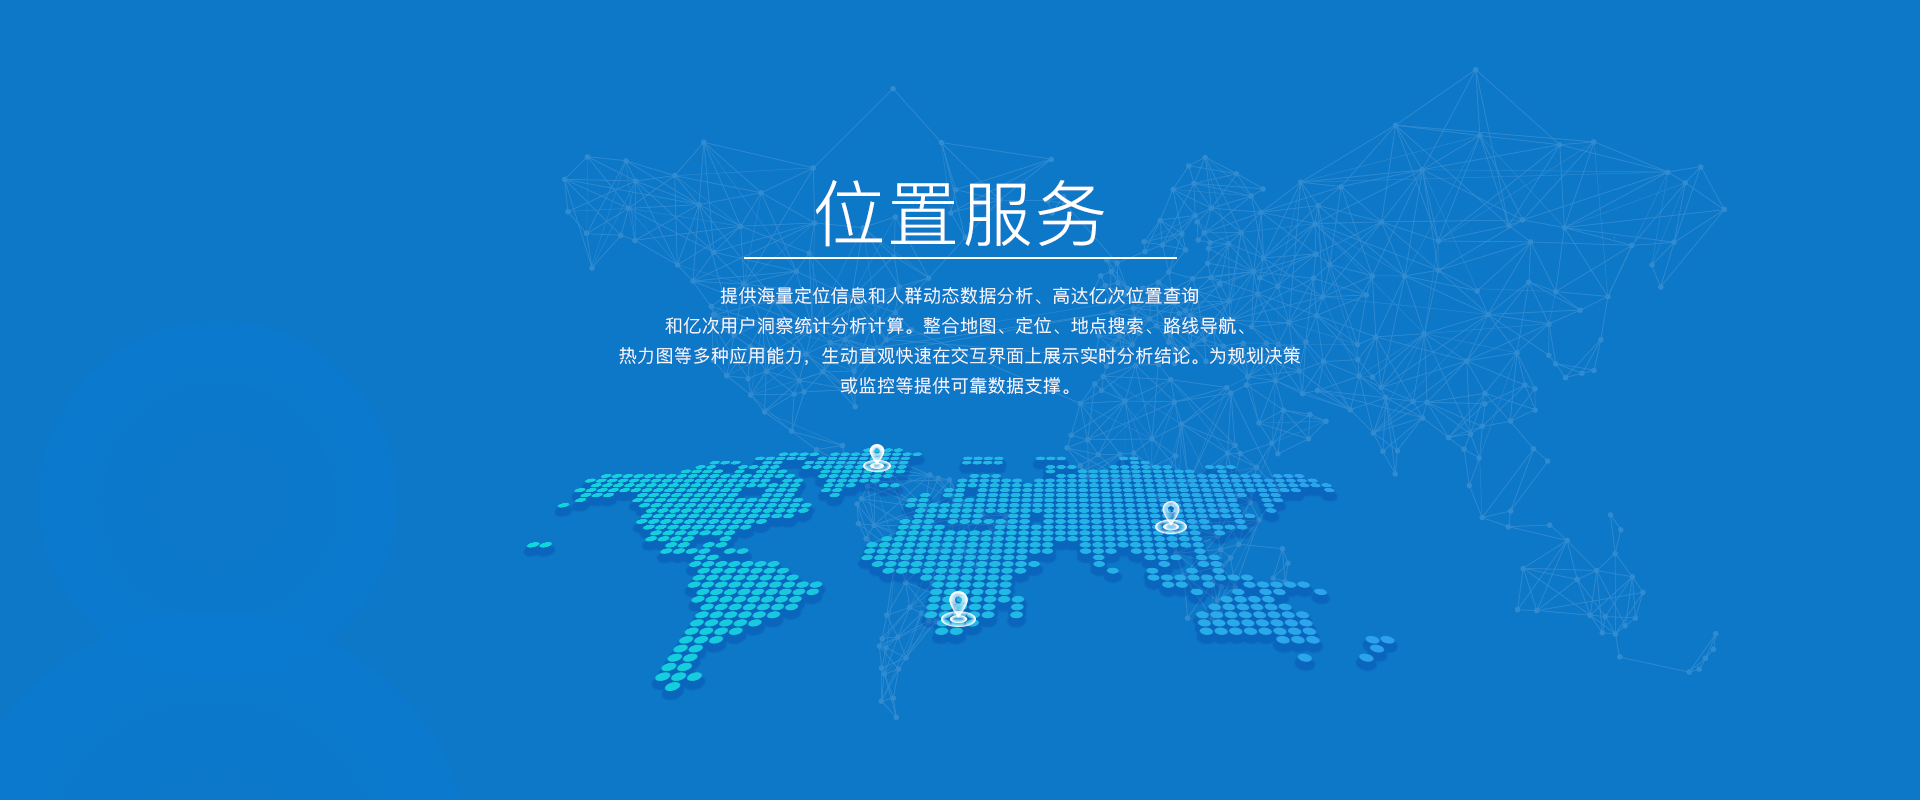 位置服务
提供海量定位信息和人群动态数据分析、高达亿次位置查询
和亿次用户洞察统计分析计算。整合地图、定位、地点搜索、路线导航、
热力图等多种应用能力，生动直观快速在交互界面上展示实时分析结论。为规划决策
或监控等提供可靠数据支撑。